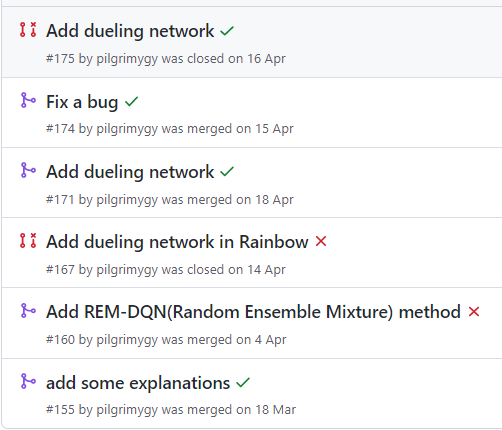 Add dueling network
#175 by pilgrimygy was closed on 16 Apr
Fix a bug
#174 by pilgrimygy was merged on 15 Apr
Add dueling network
#171 by pilgrimygy was merged on 18 Apr
Add dueling network in Rainbow
#167 by pilgrimygy was closed on 14 Apr
Add REM-DQN(Random Ensemble Mixture) method
#160 by pilgrimygy was merged on 4 Apr
add some explanations
#155 by pilgrimygy was merged on 18 Mar